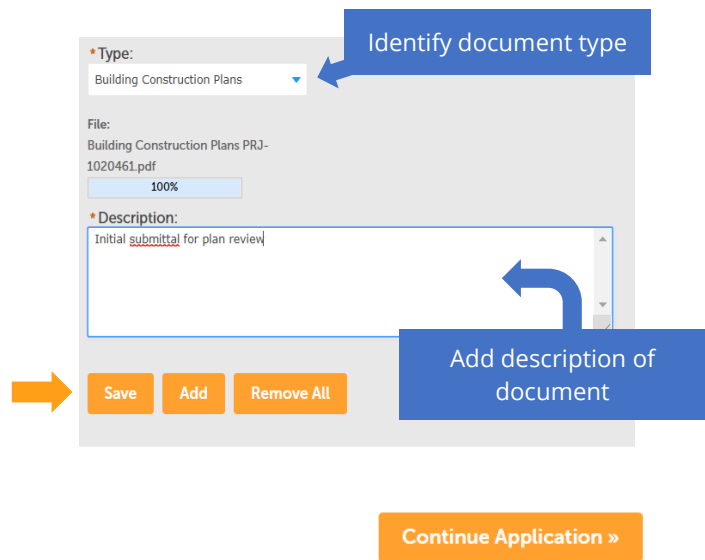 Identify document type
*Type:
Building Construction Plans
File:
Building Construction Plans PRJ-
1020461.pdf
100%
*Description:
Initial submittal for plan review
Add description of
document
Save Add Remove All
Continue Application »